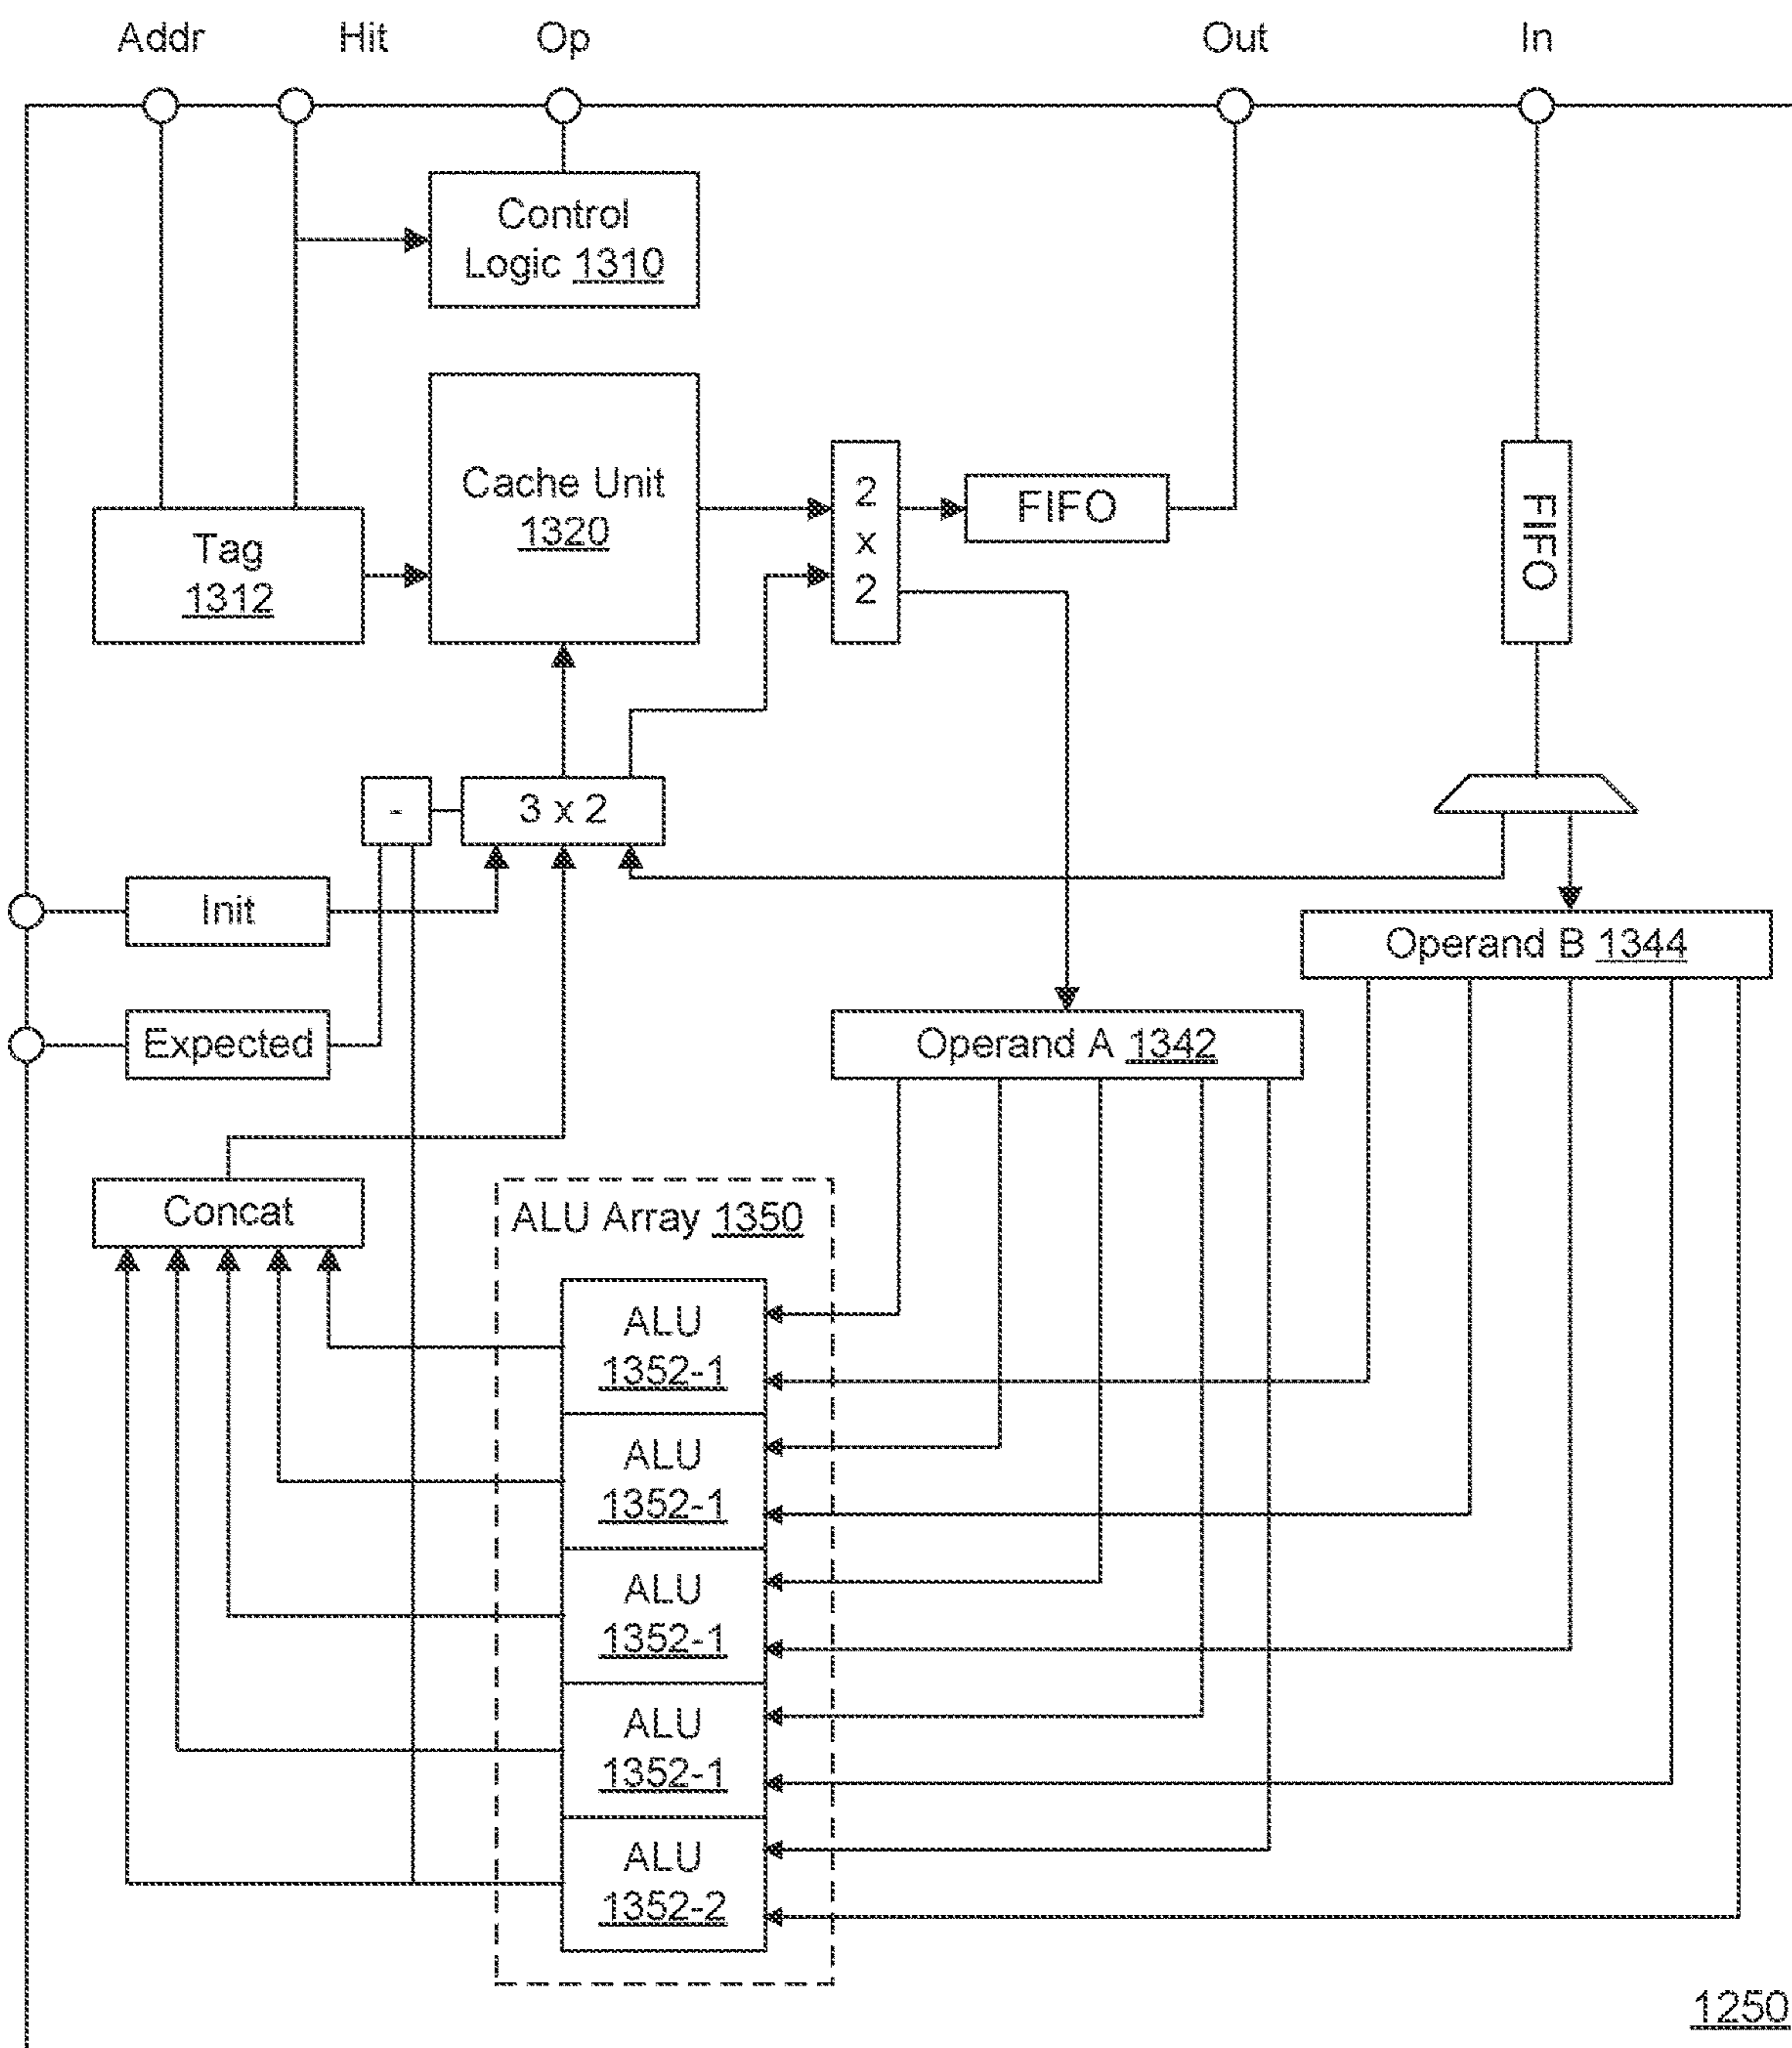 Addr Hit Op Out In
Control
Logic 1310
Cache Unit
1320
2
x
2
FIFO
FIFO
Tag
1312
-
3 x 2
Init
Operand B 1344
Expected
Operand A 1342
Concat
ALU Array 1350
ALU
1352-1
ALU
1352-1
ALU
1352-1
ALU
1352-1
ALU
1352-2
1250